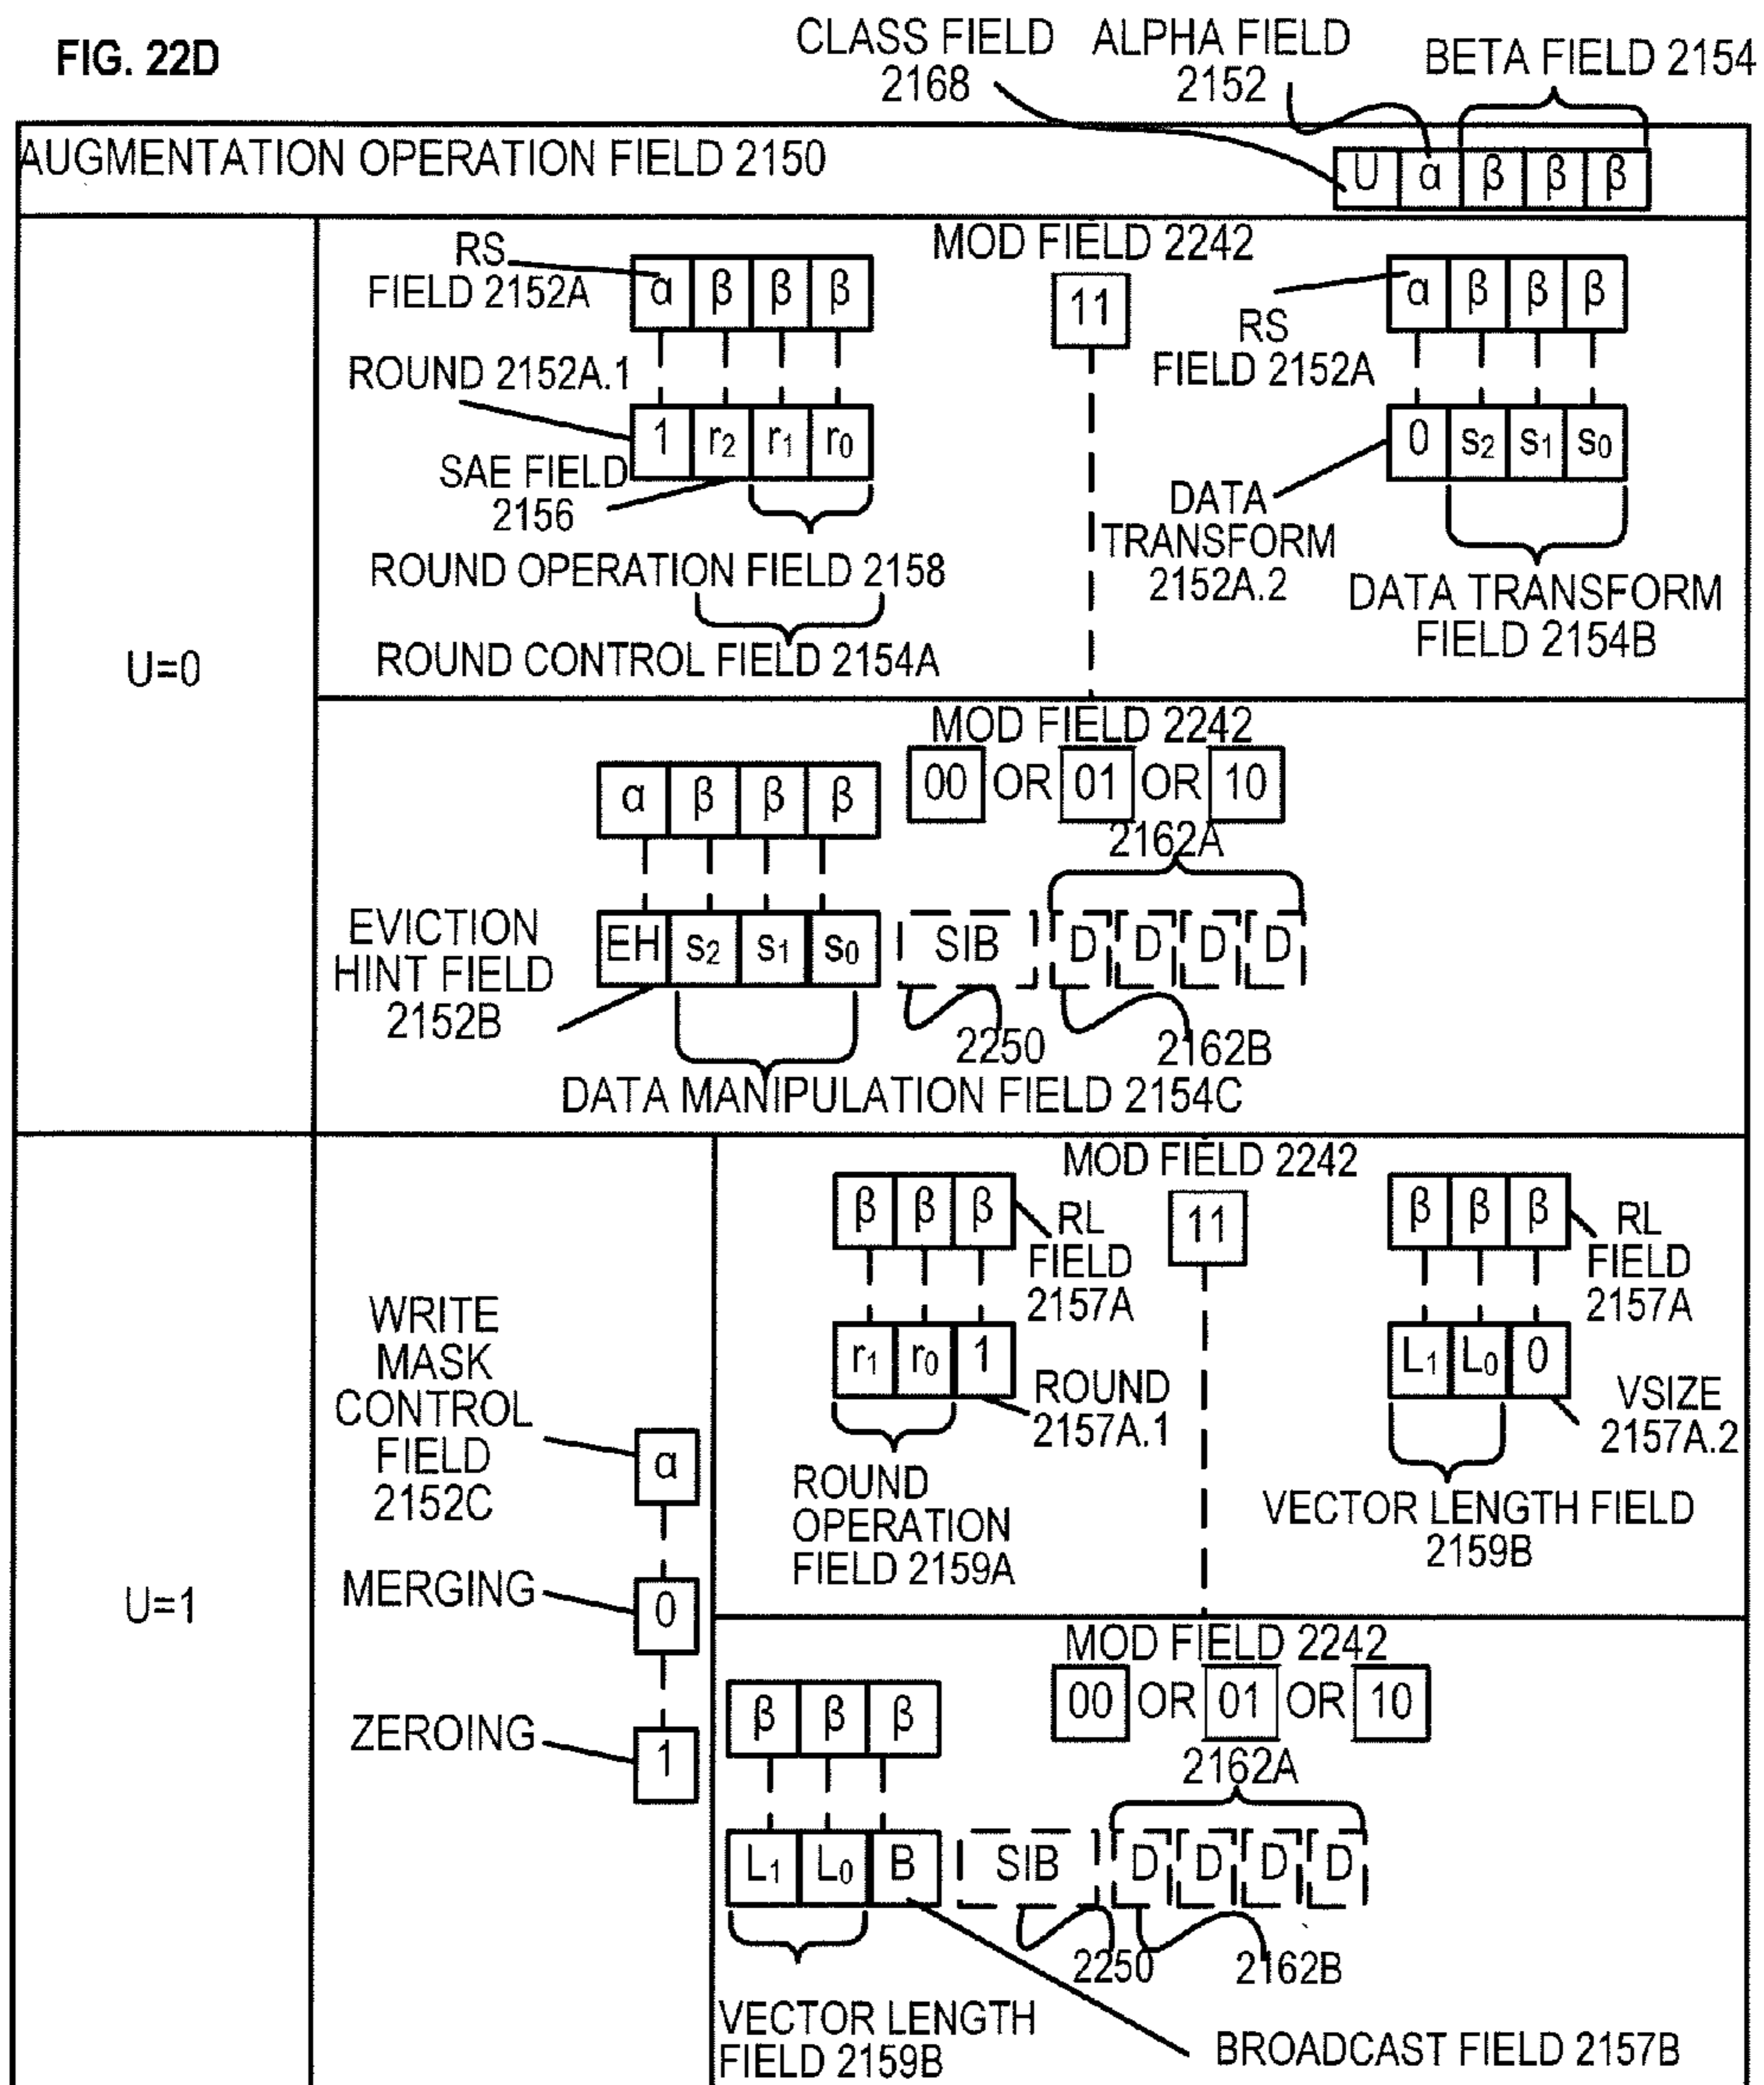 FIG. 22D
CLASS FIELD
2168
ALPHA FIELD
2152
BETA FIELD 2154
AUGMENTATION OPERATION FIELD 2150
U α β β β
U=0
MOD FIELD 2242
11
RS
FIELD 2152A
α β β β
ROUND 2152A.1
1 r2 r1 r0
SAE FIELD
2156
ROUND OPERATION FIELD 2158
ROUND CONTROL FIELD 2154A
α β β β
RS
FIELD 2152A
0 s2 s1 s0
DATA
TRANSFORM
2152A.2
DATA TRANSFORM
FIELD 2154B
MOD FIELD 2242
00 OR 01 OR 10
α β β β
2162A
EVICTION
HINT FIELD
2152B
EH s2 s1 s0 SIB D D D D
2250
2162B
DATA MANIPULATION FIELD 2154C
U=1
WRITE
MASK
CONTROL
FIELD
2152C
α
MERGING
0
ZEROING
1
MOD FIELD 2242
11
β β β
RL
FIELD
2157A
r1 r0 1
ROUND
2157A.1
ROUND
OPERATION
FIELD 2159A
β β β
RL
FIELD
2157A
L1 L0 0
VSIZE
2157A.2
VECTOR LENGTH FIELD
2159B
MOD FIELD 2242
00 OR 01 OR 10
β β β
2162A
L1 L0 B SIB D D D D
2250
2162B
VECTOR LENGTH
FIELD 2159B
BROADCAST FIELD 2157B